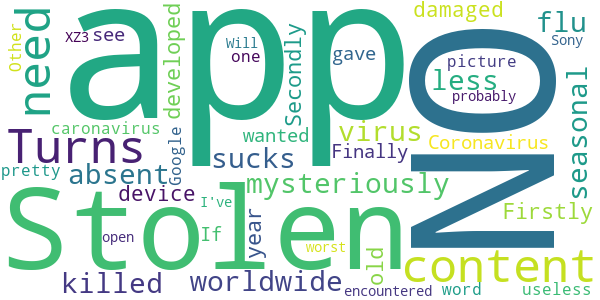 app
NO
Stolen
need
XZ3
see
Other
developed
Will
one
Secondly
gave
damaged
flu
Sony
picture
less
probably
seasonal
Turns
caronavirus
Google
wanted
virus
Coronavirus
sucks
Finally
pretty
absent
device
mysteriously
Firstly
I've
year
If
open
worst
old
content
killed
worldwide
encountered
word
useless